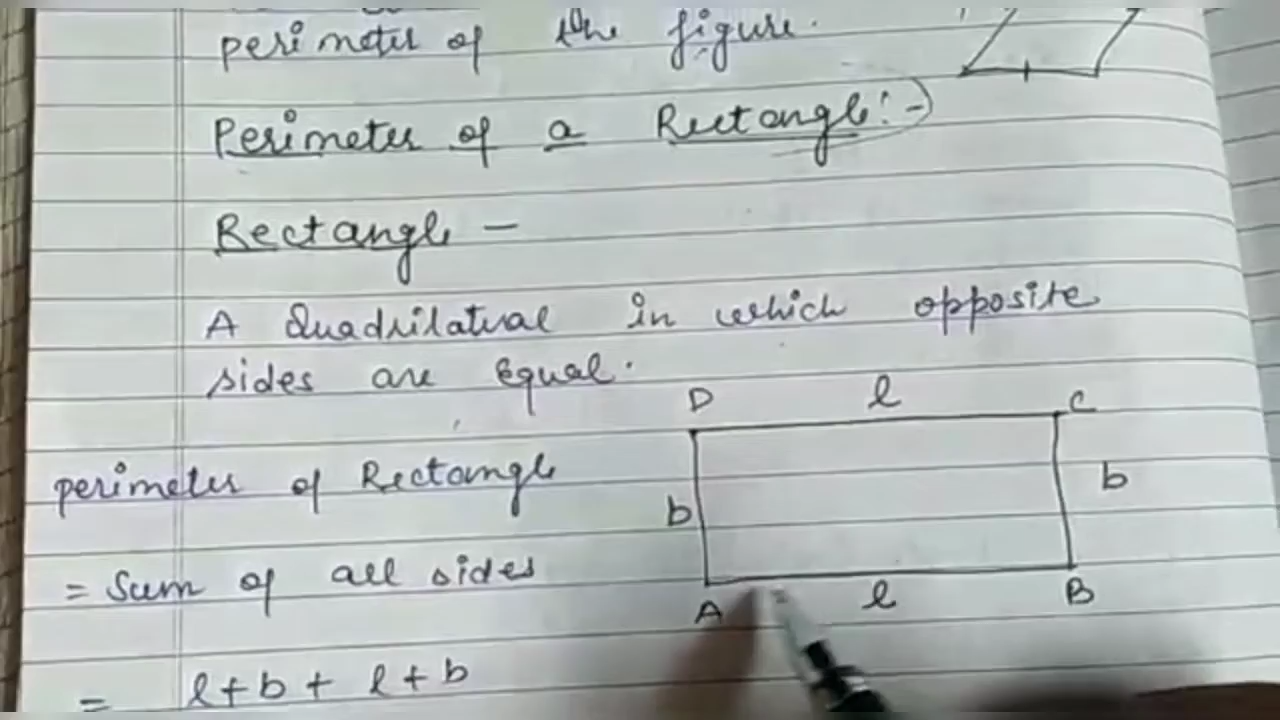 perimeter of the figure.
Perimeter of a Rectangle:-
Rectangle -
A Quadrilateral in which opposite
sides are equal.
D l C
perimeter of Rectangle
b b
= Sum of all sides
A l B
= l+b + l+b